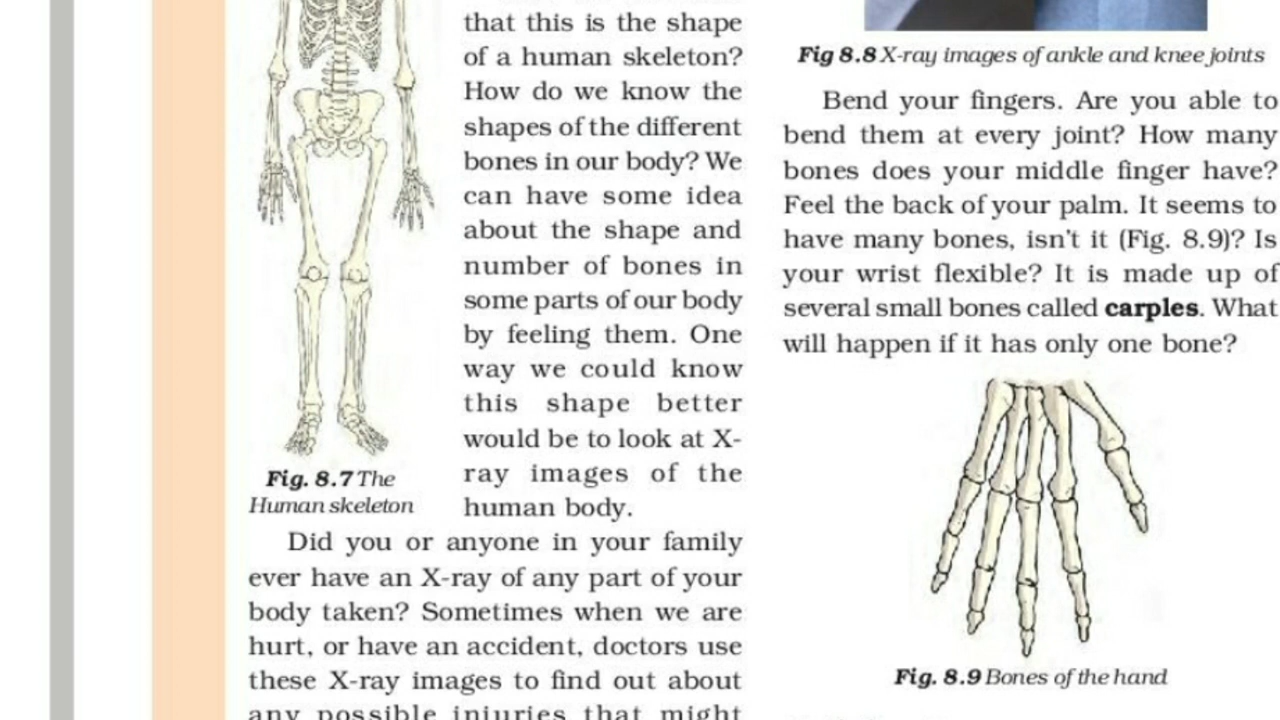 that this is the shape
of a human skeleton?
How do we know the
shapes of the different
bones in our body? We
can have some idea
about the shape and
number of bones in
some parts of our body
by feeling them. One
way we could know
this shape better
would be to look at X-
ray images of the
human body.
Fig. 8.7 The
Human skeleton
Did you or anyone in your family
ever have an X-ray of any part of your
body taken? Sometimes when we are
hurt, or have an accident, doctors use
these X-ray images to find out about
any possible injuries that might
Fig 8.8 X-ray images of ankle and knee joints
Bend your fingers. Are you able to
bend them at every joint? How many
bones does your middle finger have?
Feel the back of your palm. It seems to
have many bones, isn't it (Fig. 8.9)? Is
your wrist flexible? It is made up of
several small bones called carples. What
will happen if it has only one bone?
Fig. 8.9 Bones of the hand